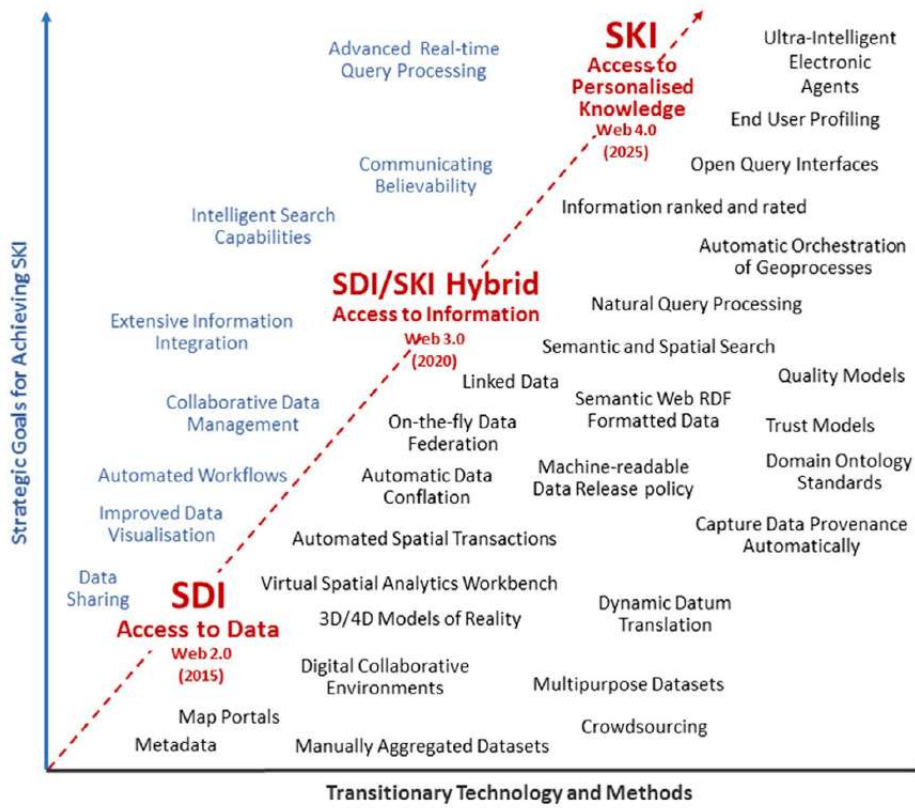 Advanced Real-time
Query Processing
SKI
Access to
Personalised
Knowledge
Web 4.0
(2025)
Ultra-Intelligent
Electronic
Agents
End User Profiling
Communicating
Believability
Open Query Interfaces
Intelligent Search
Capabilities
Information ranked and rated
Automatic Orchestration
of Geoprocesses
SDI/SKI Hybrid
Access to Information
Web 3.0
(2020)
Natural Query Processing
Extensive Information
Integration
Semantic and Spatial Search
Linked Data
Quality Models
Collaborative Data
Management
Semantic Web RDF
Formatted Data
On-the-fly Data
Federation
Trust Models
Automated Workflows
Automatic Data
Conflation
Machine-readable
Data Release policy
Domain Ontology
Standards
Improved Data
Visualisation
Automated Spatial Transactions
Capture Data Provenance
Automatically
Data
Sharing
SDI
Access to Data
Web 2.0
(2015)
Virtual Spatial Analytics Workbench
3D/4D Models of Reality
Dynamic Datum
Translation
Digital Collaborative
Environments
Multipurpose Datasets
Map Portals
Crowdsourcing
Metadata
Manually Aggregated Datasets
Strategic Goals for Achieving SKI
Transitionary Technology and Methods